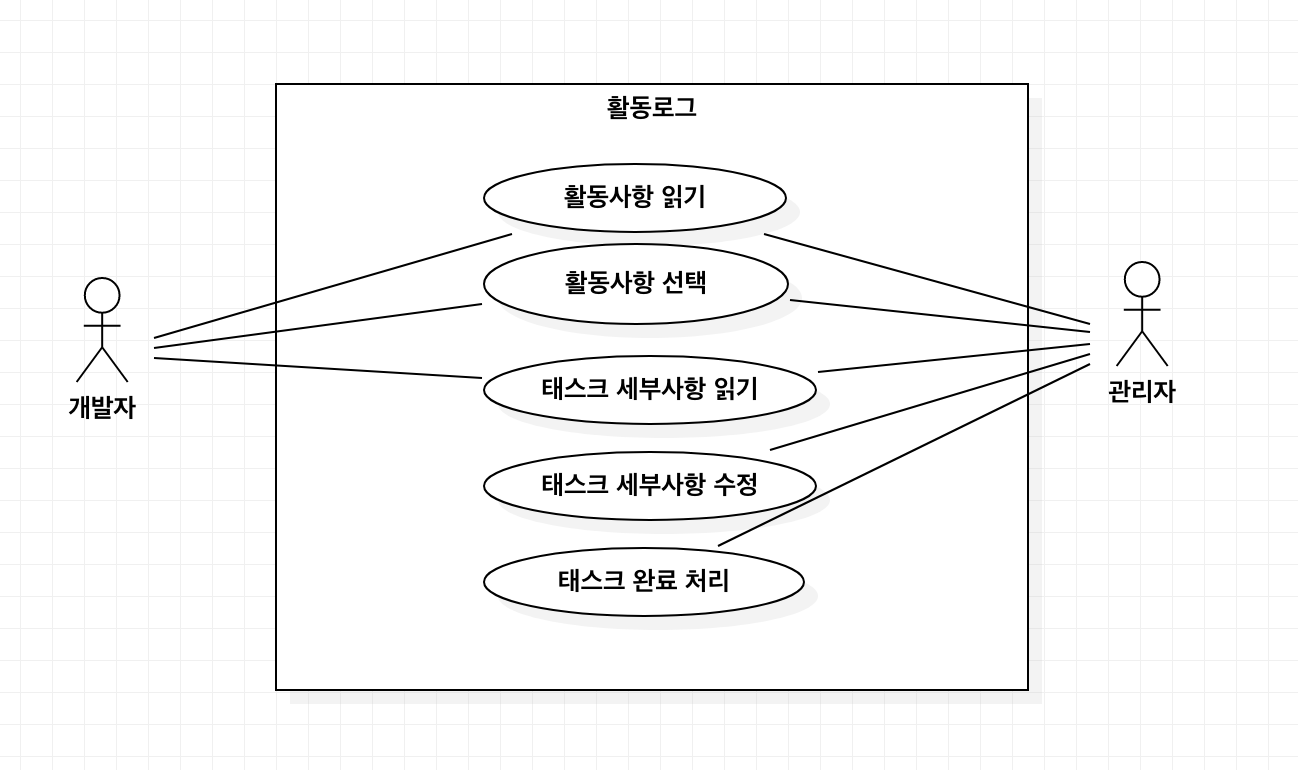 활동로그
활동사항 읽기
활동사항 선택
태스크 세부사항 읽기
태스크 세부사항 수정
태스크 완료 처리
개발자
관리자